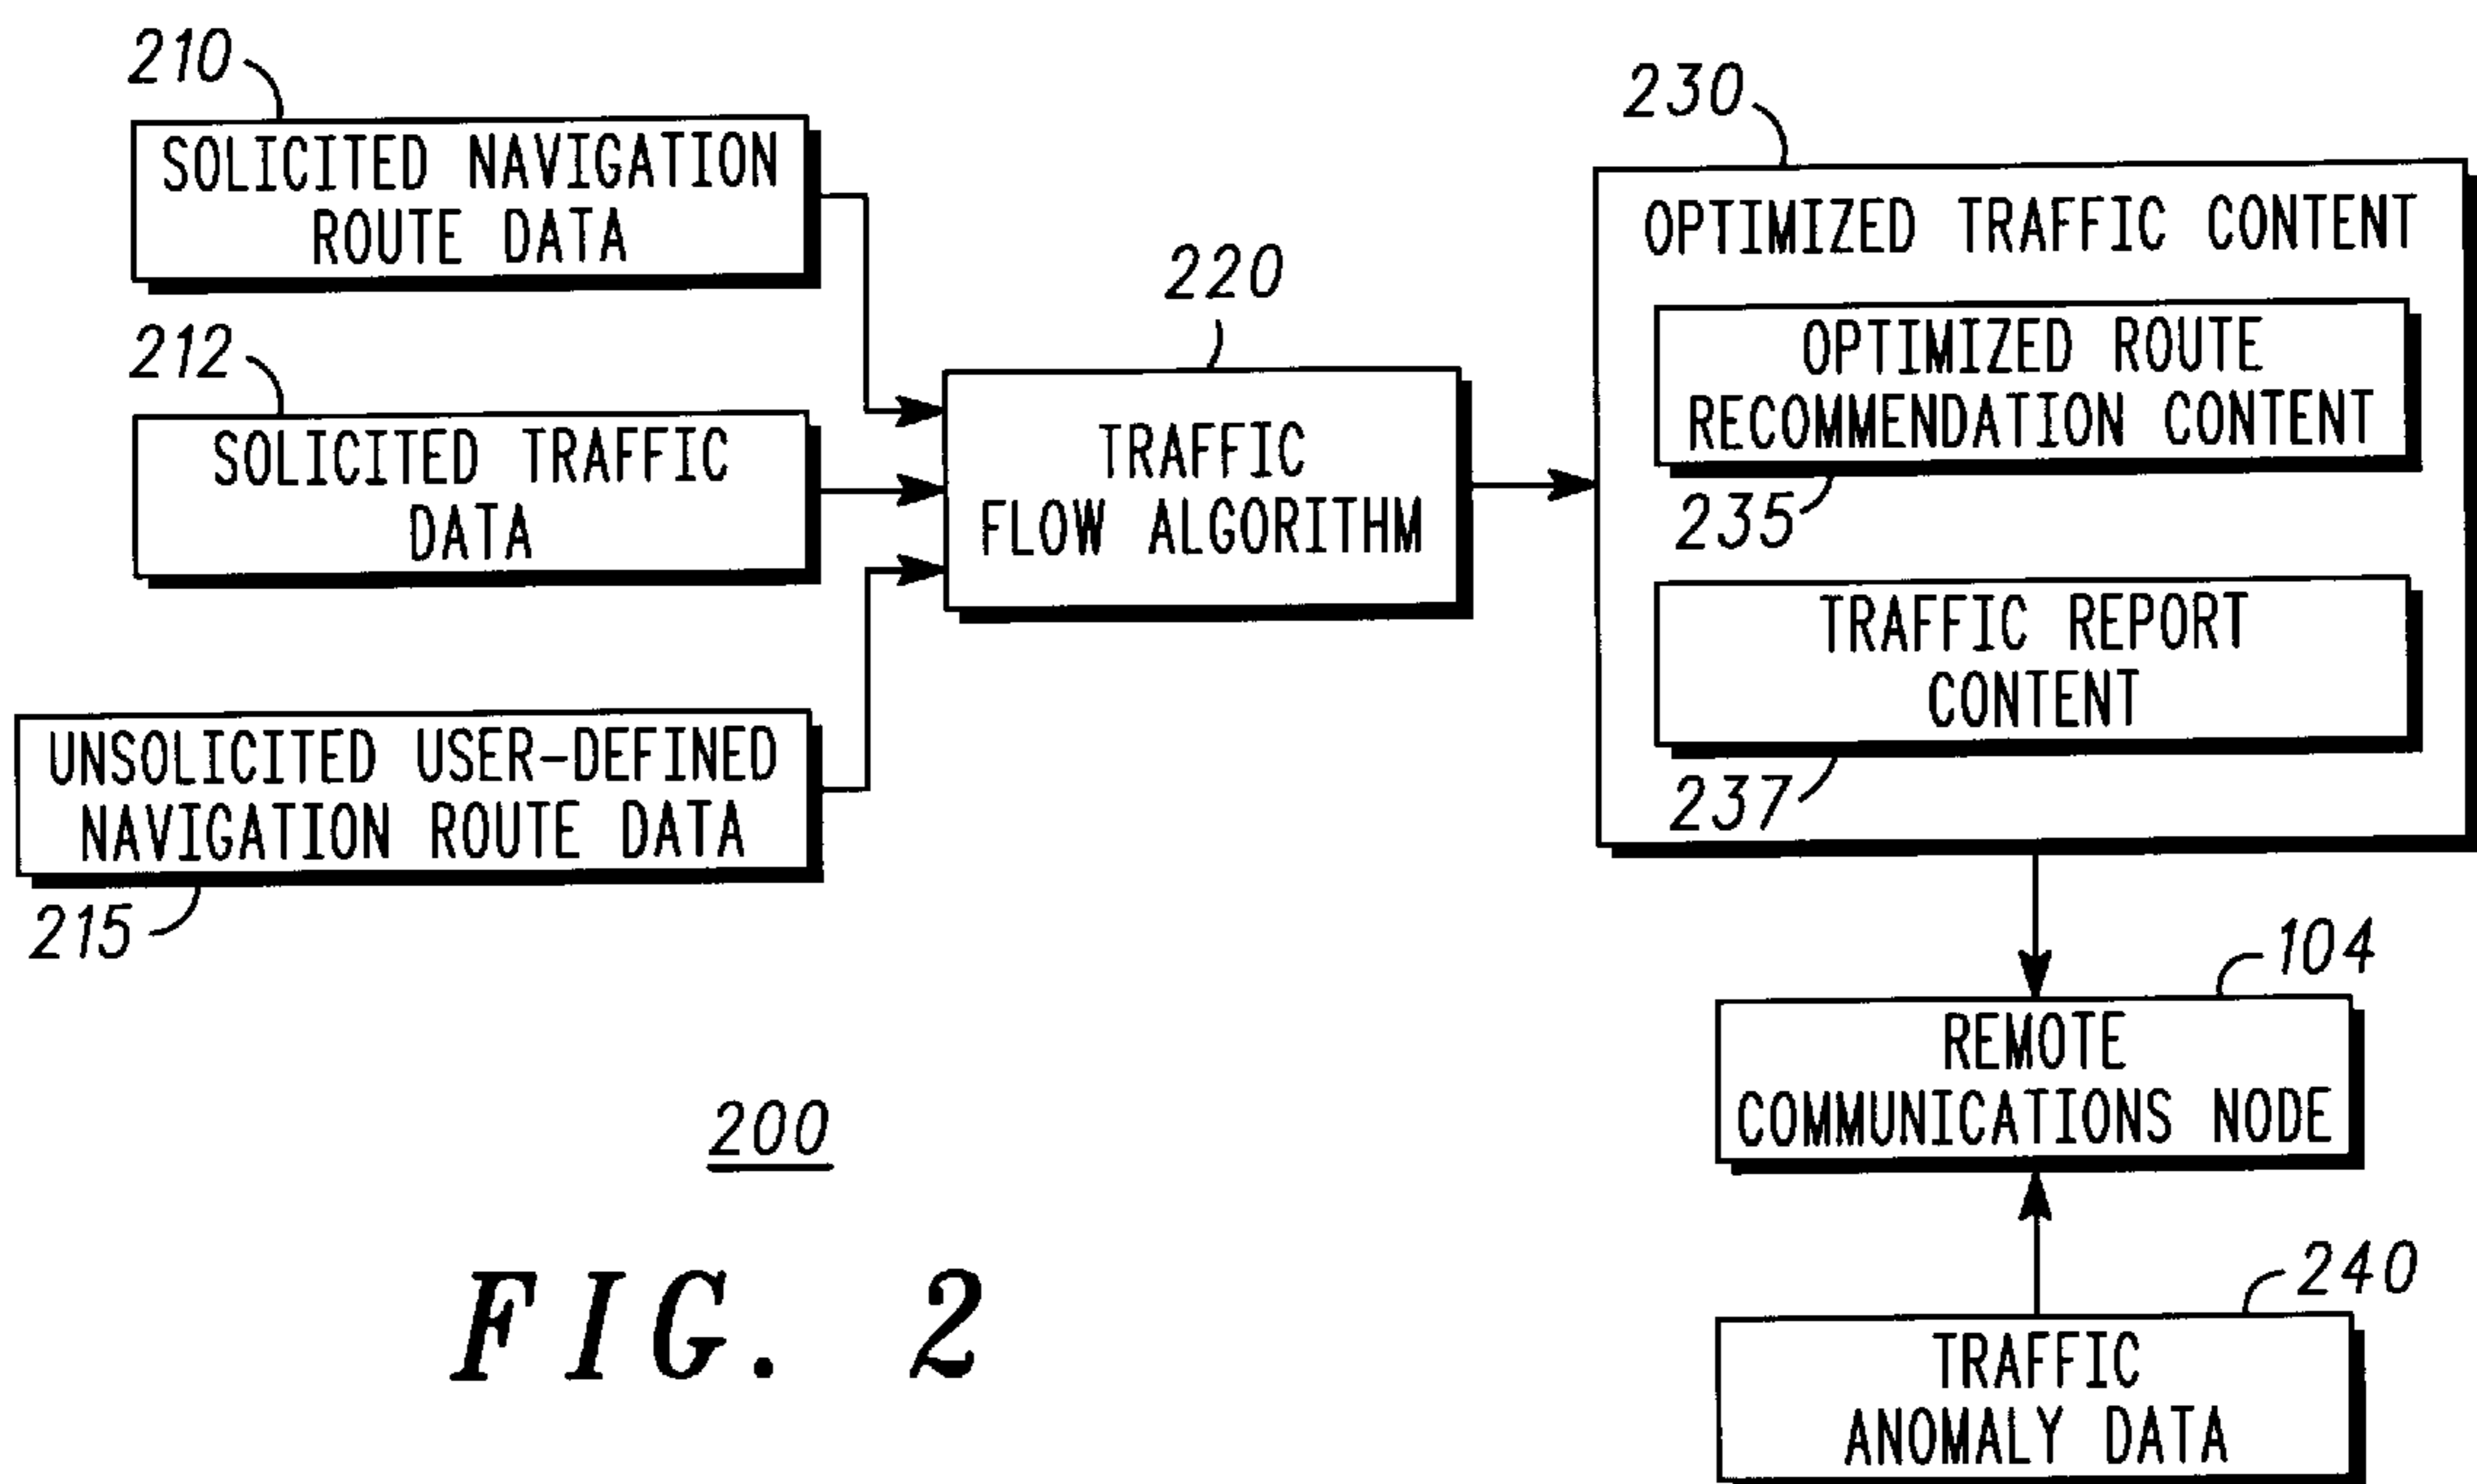 210
SOLICITED NAVIGATION
ROUTE DATA
212
SOLICITED TRAFFIC
DATA
UNSOLICITED USER-DEFINED
NAVIGATION ROUTE DATA
215
220
TRAFFIC
FLOW ALGORITHM
230
OPTIMIZED TRAFFIC CONTENT
OPTIMIZED ROUTE
RECOMMENDATION CONTENT
235
TRAFFIC REPORT
CONTENT
237
104
REMOTE
COMMUNICATIONS NODE
240
TRAFFIC
ANOMALY DATA
200
FIG. 2